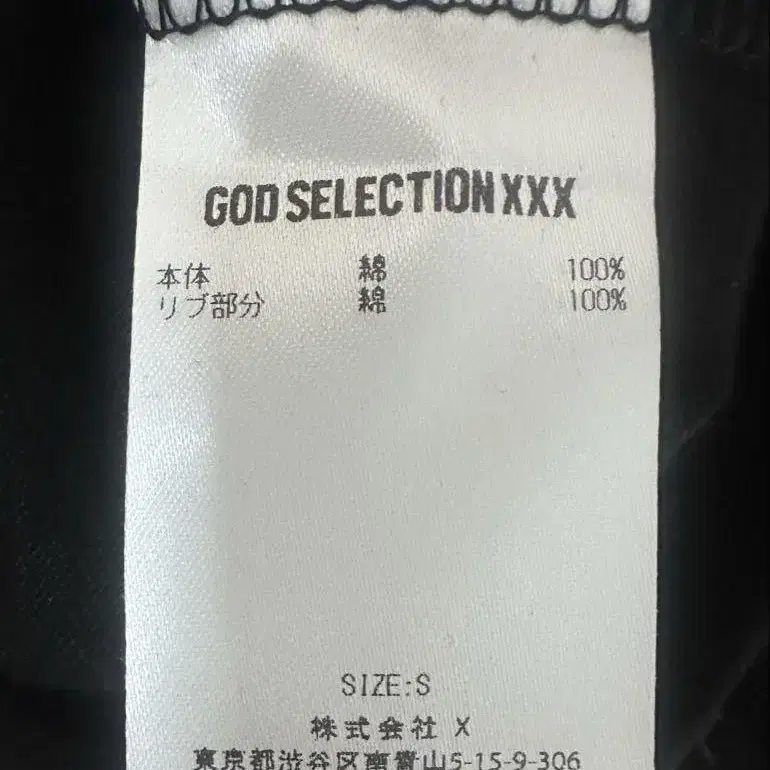 GOD SELECTION XXX
本体 綿 100%
リブ部分 綿 100%
SIZE:S
株式会社 X
東京都渋谷区南青山5-15-9-306